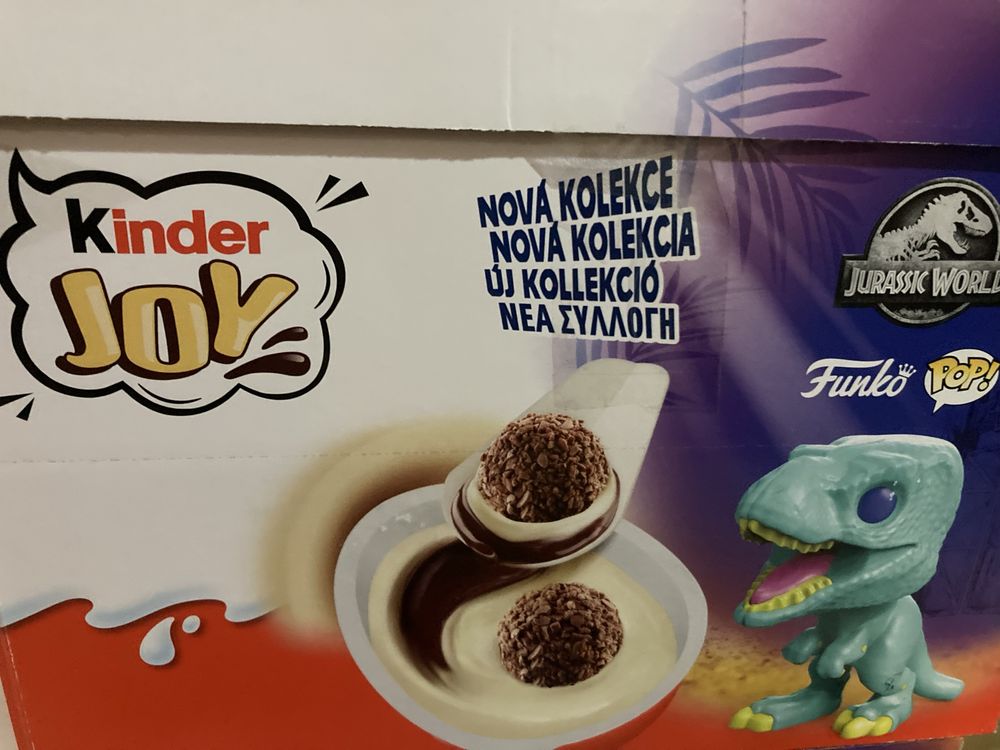 Kinder
JOY
NOVÁ KOLEKCE
NOVÁ KOLEKCIA
ÚJ KOLLEKCIÓ
ΝΕΑ ΣΥΛΛΟΓΗ
JURASSIC WORLD
Funko POP!